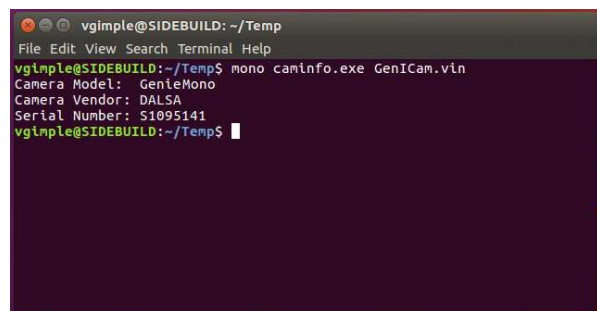 vgimple@SIDEBUILD: ~/Temp
File Edit View Search Terminal Help
vgimple@SIDEBUILD:~/Temp$ mono caminfo.exe GenICam.vin
Camera Model:  GenieMono
Camera Vendor: DALSA
Serial Number: S1095141
vgimple@SIDEBUILD:~/Temp$